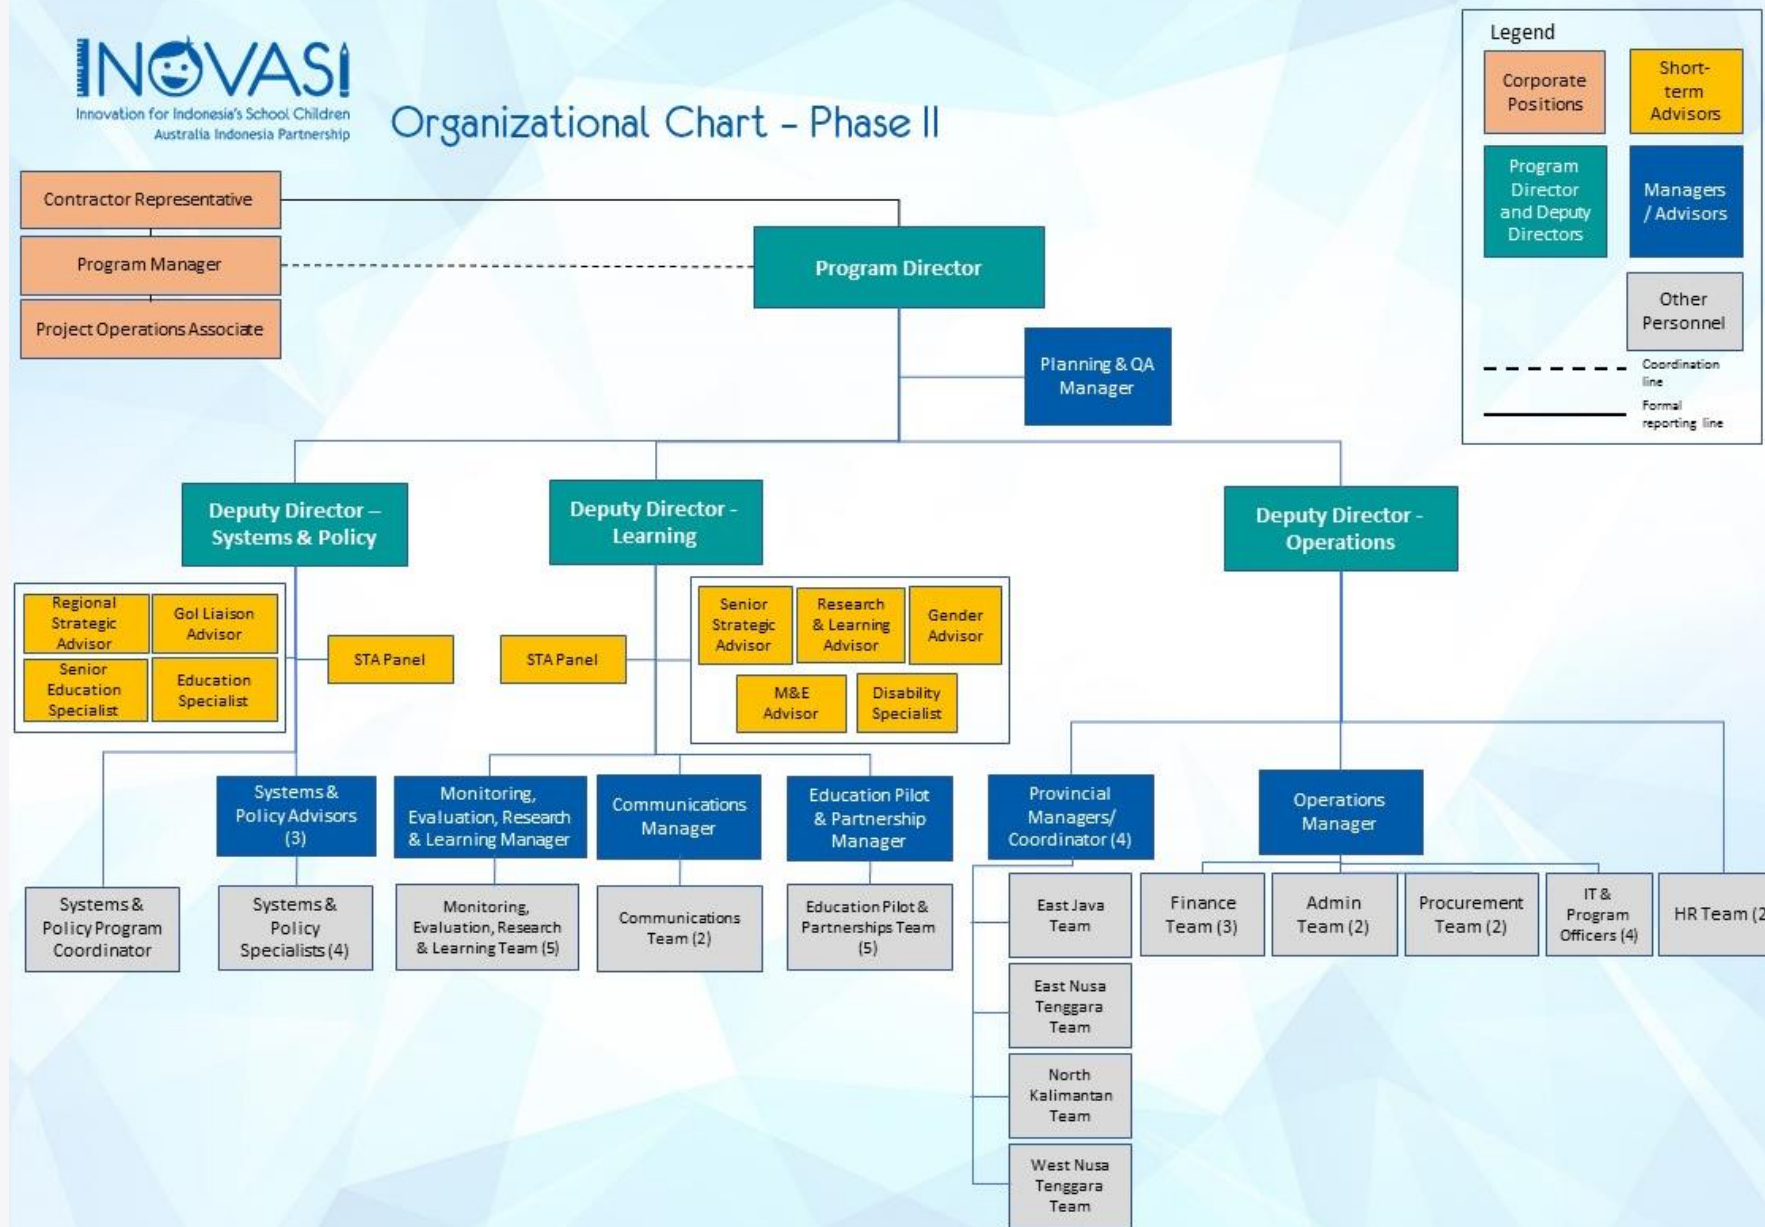 INOVASI
Innovation for Indonesia's School Children
Australia Indonesia Partnership
Organizational Chart – Phase II
Legend
Corporate
Positions
Short-
term
Advisors
Program
Director
and Deputy
Directors
Managers
/ Advisors
Other
Personnel
Coordination
line
Formal
reporting line
Contractor Representative
Program Manager
Project Operations Associate
Program Director
Planning & QA
Manager
Deputy Director –
Systems & Policy
Deputy Director -
Learning
Deputy Director -
Operations
Regional
Strategic
Advisor
GoI Liaison
Advisor
Senior
Education
Specialist
Education
Specialist
STA Panel
STA Panel
Senior
Strategic
Advisor
Research
& Learning
Advisor
Gender
Advisor
M&E
Advisor
Disability
Specialist
Systems &
Policy Advisors
(3)
Monitoring,
Evaluation, Research
& Learning Manager
Communications
Manager
Education Pilot
& Partnership
Manager
Provincial
Managers/
Coordinator (4)
Operations
Manager
Systems &
Policy Program
Coordinator
Systems &
Policy
Specialists (4)
Monitoring,
Evaluation, Research
& Learning Team (5)
Communications
Team (2)
Education Pilot &
Partnerships Team
(5)
East Java
Team
Finance
Team (3)
Admin
Team (2)
Procurement
Team (2)
IT &
Program
Officers (4)
HR Team (2
East Nusa
Tenggara
Team
North
Kalimantan
Team
West Nusa
Tenggara
Team